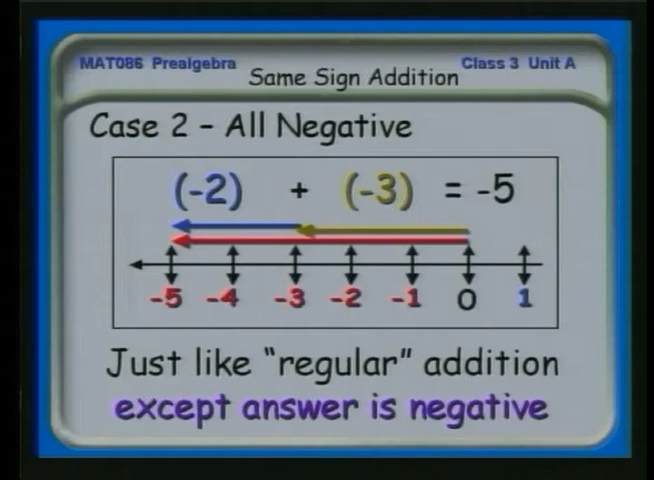 MAT086 Prealgebra
Same Sign Addition
Class 3 Unit A
Case 2 – All Negative
(-2) + (-3) = -5
-5 -4 -3 -2 -1 0 1
Just like “regular” addition
except answer is negative